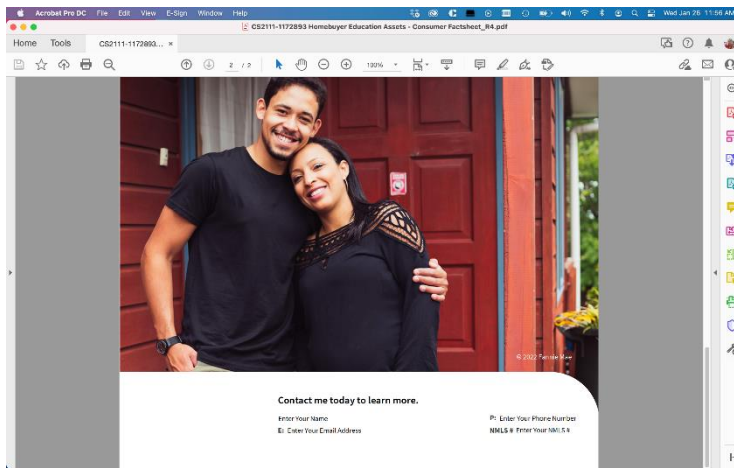 Acrobat Pro DC File Edit View E-Sign Window Help Wed Jan 26 11:56 AM
CS2111-1172893 Homebuyer Education Assets - Consumer Factsheet_R4.pdf
Home Tools CS2111-1172893... ×
2 / 2 100%
© 2022 Fannie Mae
Contact me today to learn more.
Enter Your Name P: Enter Your Phone Number
E: Enter Your Email Address NMLS # Enter Your NMLS #